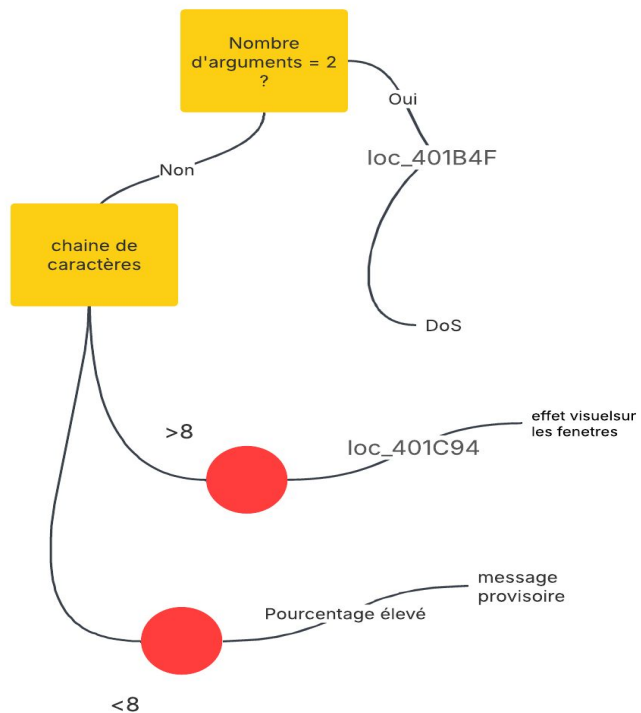 Nombre
d'arguments = 2
?
Oui
loc_401B4F
Non
chaine de
caractères
DoS
effet visuelsur
les fenetres
>8
loc_401C94
message
provisoire
Pourcentage élevé
<8